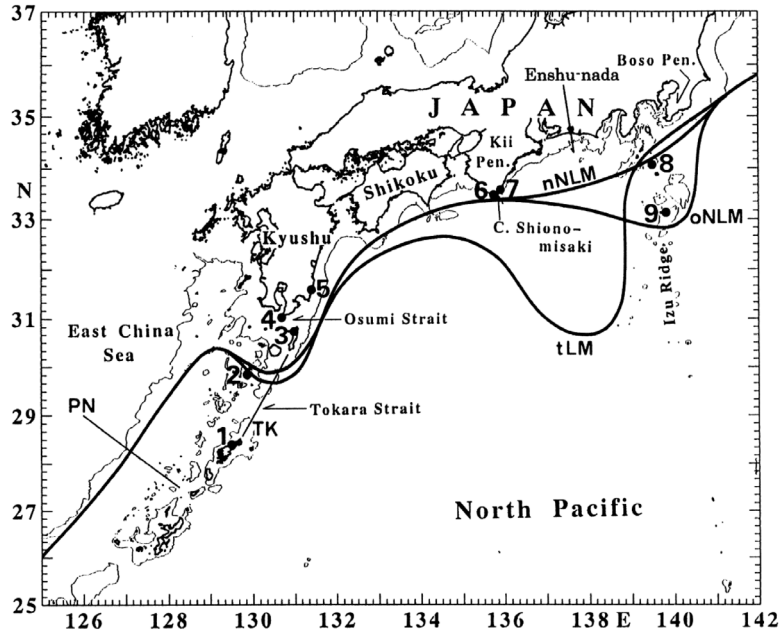 37
35
N
33
31
29
27
25
126
128
130
132
134
136
138 E
140
142
Boso Pen.
Enshu-nada
JAPAN
Kii
Pen.
nNLM
8
Shikoku
6
7
9
oNLM
C. Shiono-
misaki
Kyushu
5
4
Osumi Strait
3
Izu Ridge
East China
Sea
tLM
2
PN
Tokara Strait
1
TK
North Pacific